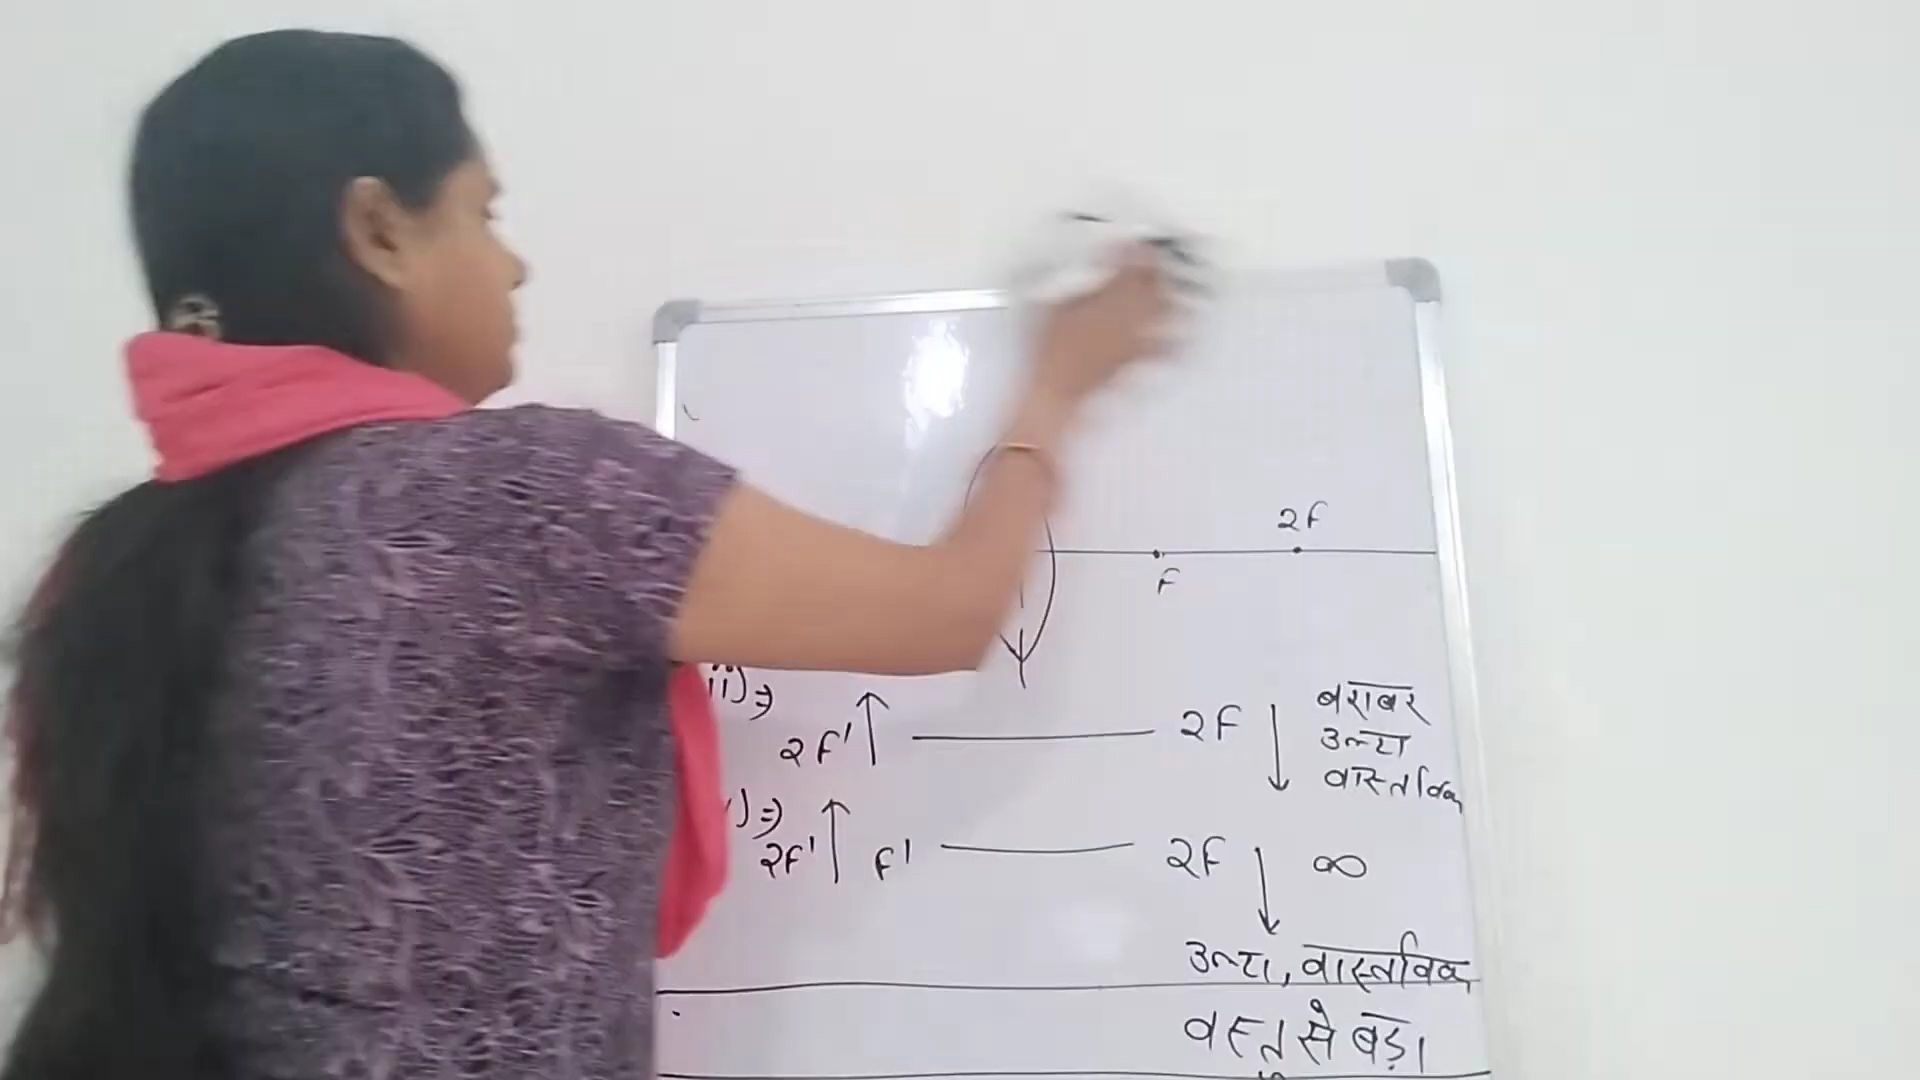 2F
F
ii) ⇒
2F' ↑ —— 2F ↓ बराबर
उल्टा
वास्तविक
) ⇒
2F' ↑ F' —— 2F ↓ ∞
उल्टा, वास्तविक
वस्तु से बड़ा